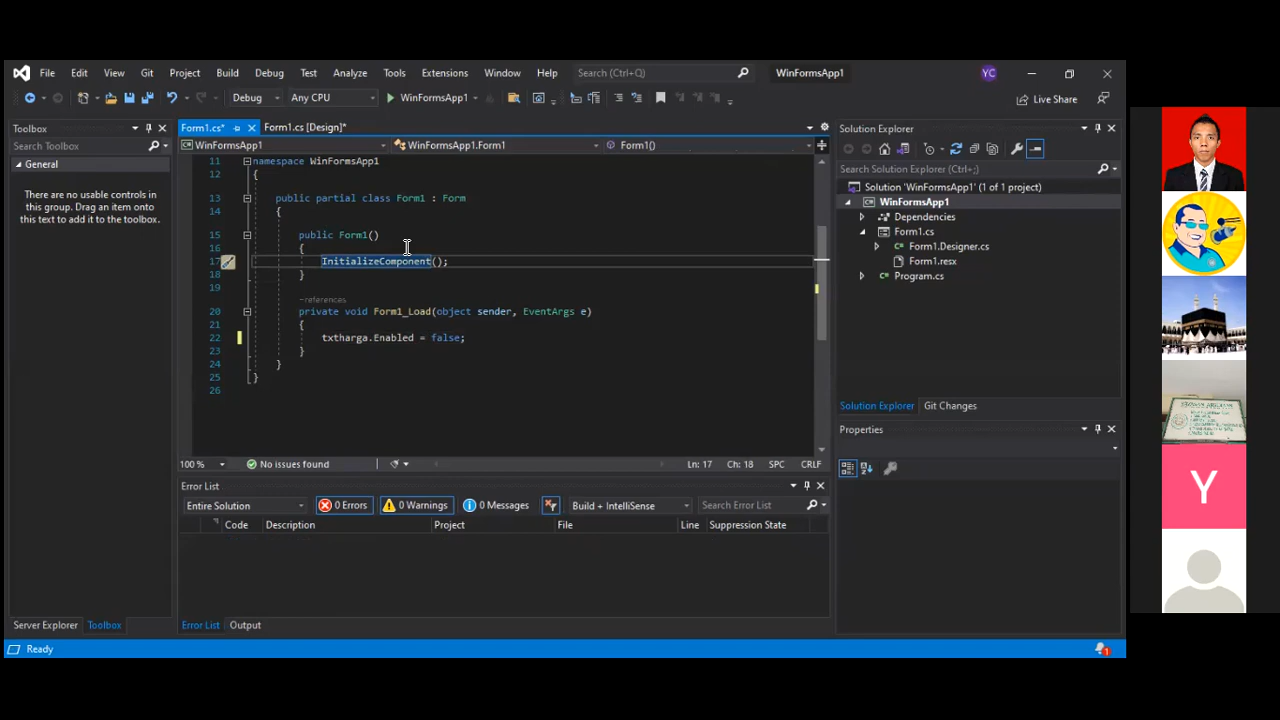 File Edit View Git Project Build Debug Test Analyze Tools Extensions Window Help Search (Ctrl+Q) WinFormsApp1 YC
Debug Any CPU WinFormsApp1 Live Share
Toolbox
Search Toolbox
General
There are no usable controls in
this group. Drag an item onto
this text to add it to the toolbox.
Server Explorer Toolbox
Form1.cs* Form1.cs [Design]*
WinFormsApp1 WinFormsApp1.Form1 Form1()
11 namespace WinFormsApp1
12 {
13 public partial class Form1 : Form
14 {
15 public Form1()
16 {
17 InitializeComponent();
18 }
19
-references
20 private void Form1_Load(object sender, EventArgs e)
21 {
22 txtharga.Enabled = false;
23 }
24 }
25 }
26
100 % No issues found Ln: 17 Ch: 18 SPC CRLF
Error List
Entire Solution 0 Errors 0 Warnings 0 Messages Build + IntelliSense Search Error List
Code Description Project File Line Suppression State
Error List Output
Solution Explorer
Search Solution Explorer (Ctrl+;)
Solution 'WinFormsApp1' (1 of 1 project)
WinFormsApp1
Dependencies
Form1.cs
Form1.Designer.cs
Form1.resx
Program.cs
Solution Explorer Git Changes
Properties
Ready
1
Y